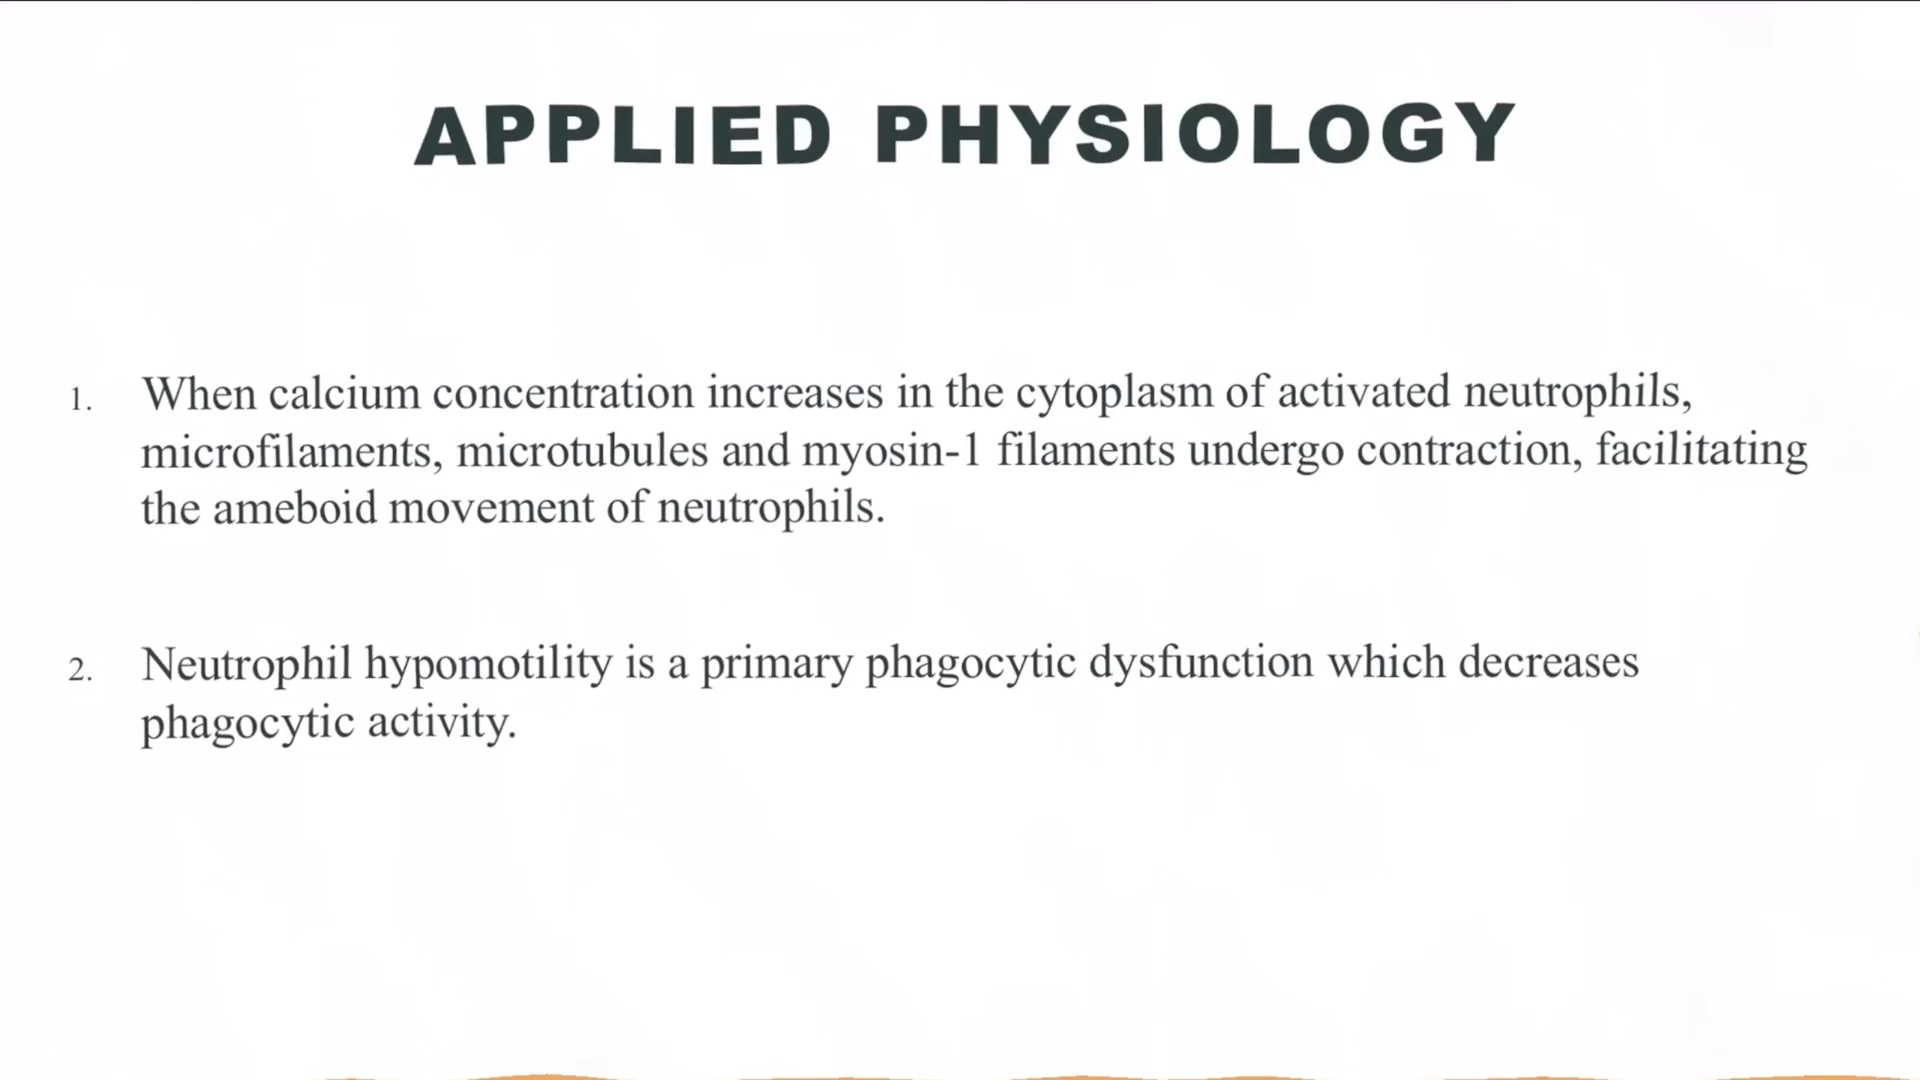 APPLIED PHYSIOLOGY
1. When calcium concentration increases in the cytoplasm of activated neutrophils,
microfilaments, microtubules and myosin-1 filaments undergo contraction, facilitating
the ameboid movement of neutrophils.
2. Neutrophil hypomotility is a primary phagocytic dysfunction which decreases
phagocytic activity.